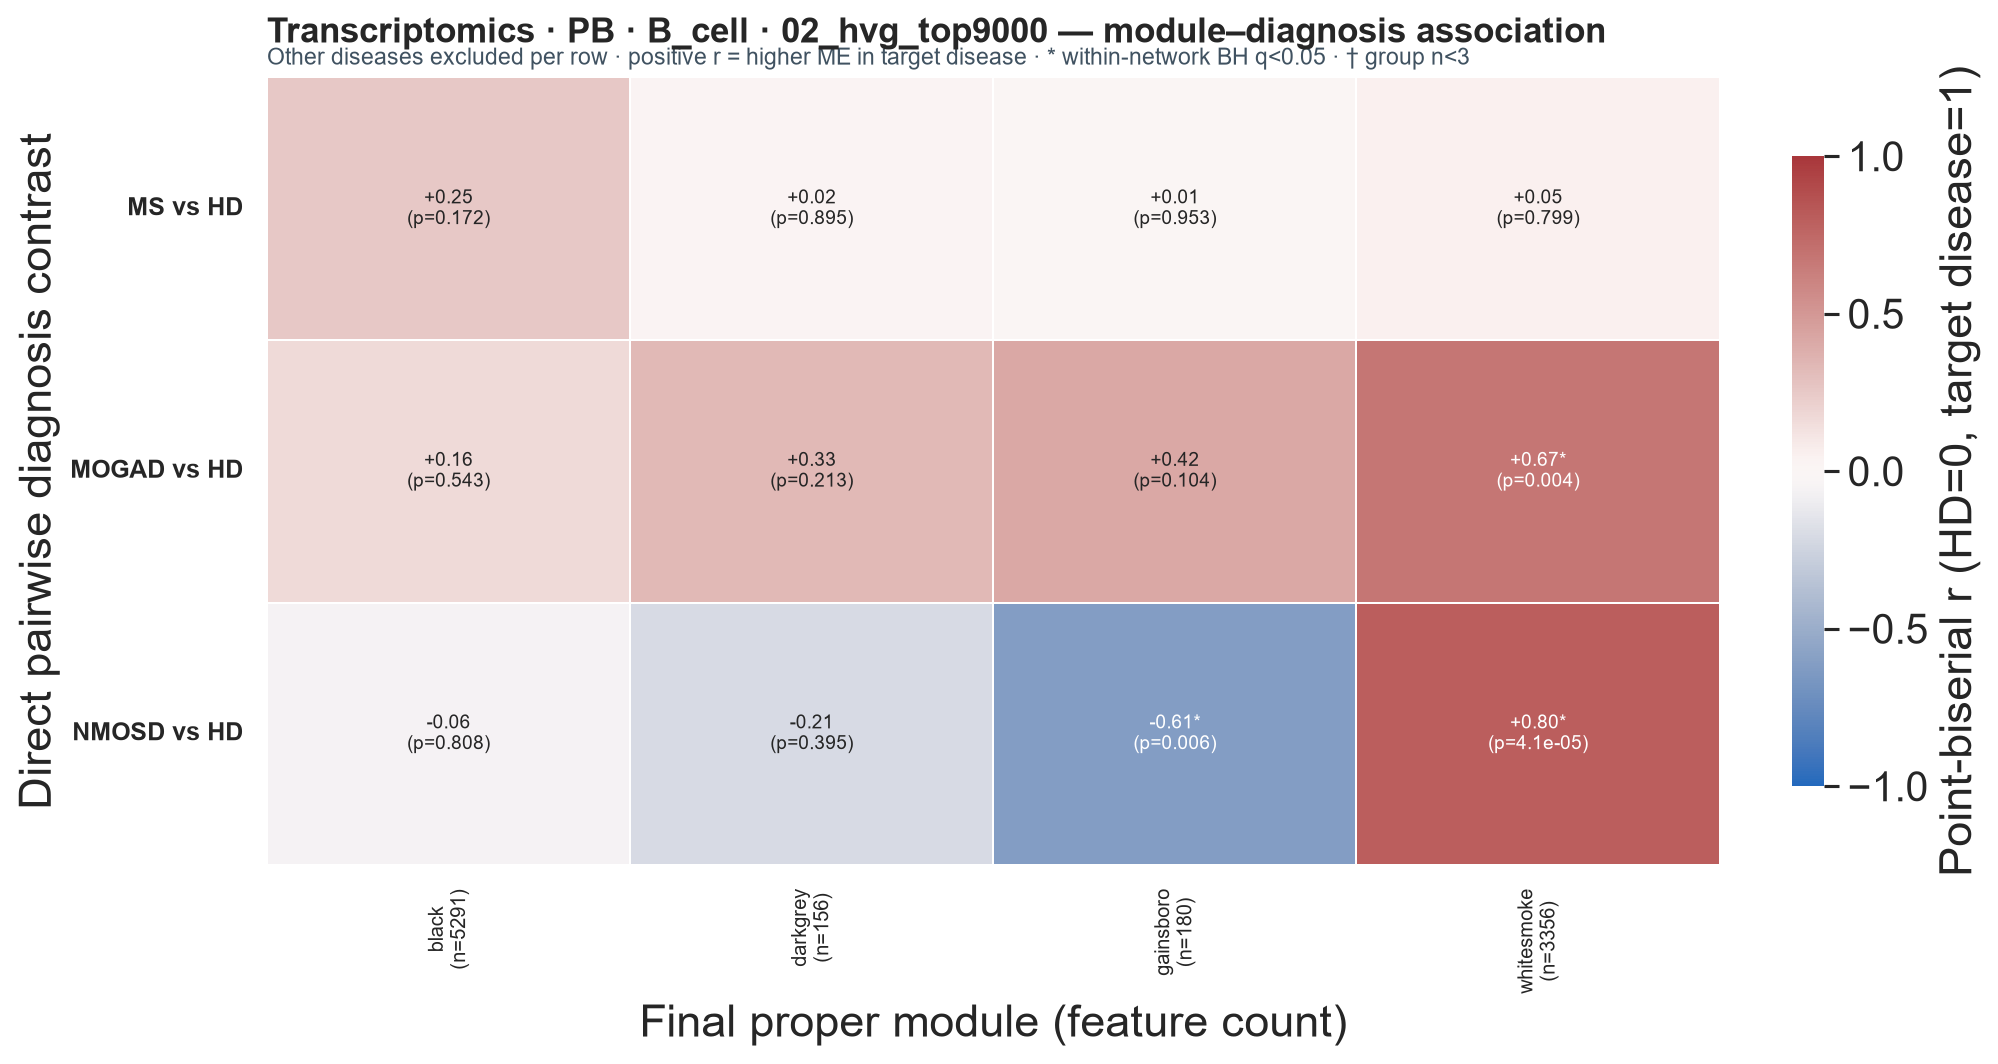 Transcriptomics · PB · B_cell · 02_hvg_top9000 — module–diagnosis association
Other diseases excluded per row · positive r = higher ME in target disease · * within-network BH q<0.05 · † group n<3
Direct pairwise diagnosis contrast
MS vs HD
+0.25
(p=0.172)
+0.02
(p=0.895)
+0.01
(p=0.953)
+0.05
(p=0.799)
MOGAD vs HD
+0.16
(p=0.543)
+0.33
(p=0.213)
+0.42
(p=0.104)
+0.67*
(p=0.004)
NMOSD vs HD
-0.06
(p=0.808)
-0.21
(p=0.395)
-0.61*
(p=0.006)
+0.80*
(p=4.1e-05)
black
(n=5291)
darkgrey
(n=156)
gainsboro
(n=180)
whitesmoke
(n=3356)
Final proper module (feature count)
1.0
0.5
0.0
−0.5
−1.0
Point-biserial r (HD=0, target disease=1)